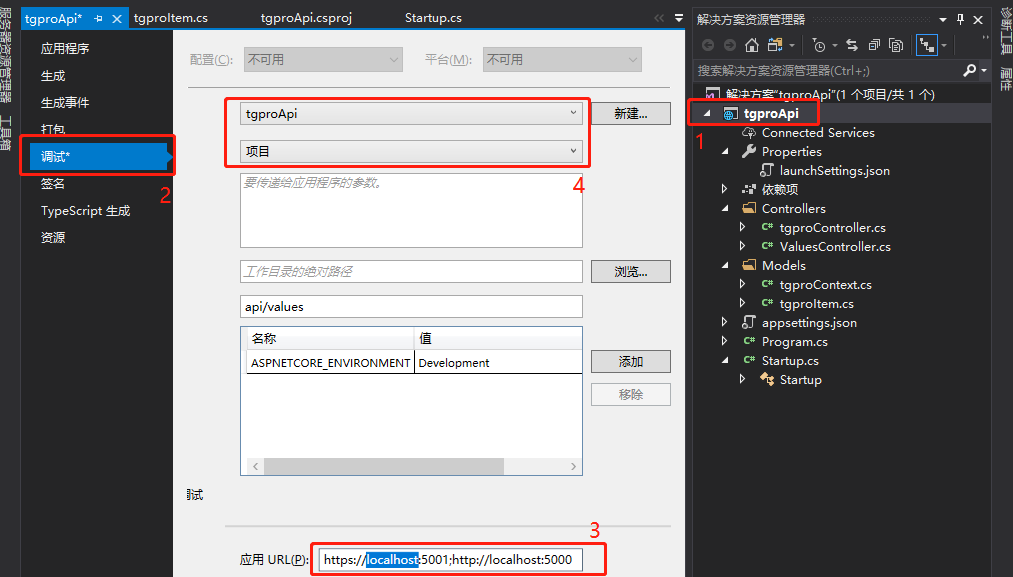 服务器资源管理器
工具箱
tgproApi*
tgproItem.cs
tgproApi.csproj
Startup.cs
应用程序
生成
生成事件
打包
调试*
签名
TypeScript 生成
资源
2
配置(C):
不可用
平台(M):
不可用
tgproApi
新建...
项目
4
要传递给应用程序的参数。
工作目录的绝对路径
浏览...
api/values
名称
值
ASPNETCORE_ENVIRONMENT
Development
添加
移除
调试
3
应用 URL(P):
https://localhost:5001;http://localhost:5000
解决方案资源管理器
搜索解决方案资源管理器(Ctrl+;)
解决方案"tgproApi"(1 个项目/共 1 个)
tgproApi
1
Connected Services
Properties
launchSettings.json
依赖项
Controllers
C# tgproController.cs
C# ValuesController.cs
Models
C# tgproContext.cs
C# tgproItem.cs
appsettings.json
C# Program.cs
C# Startup.cs
Startup
诊断工具
属性